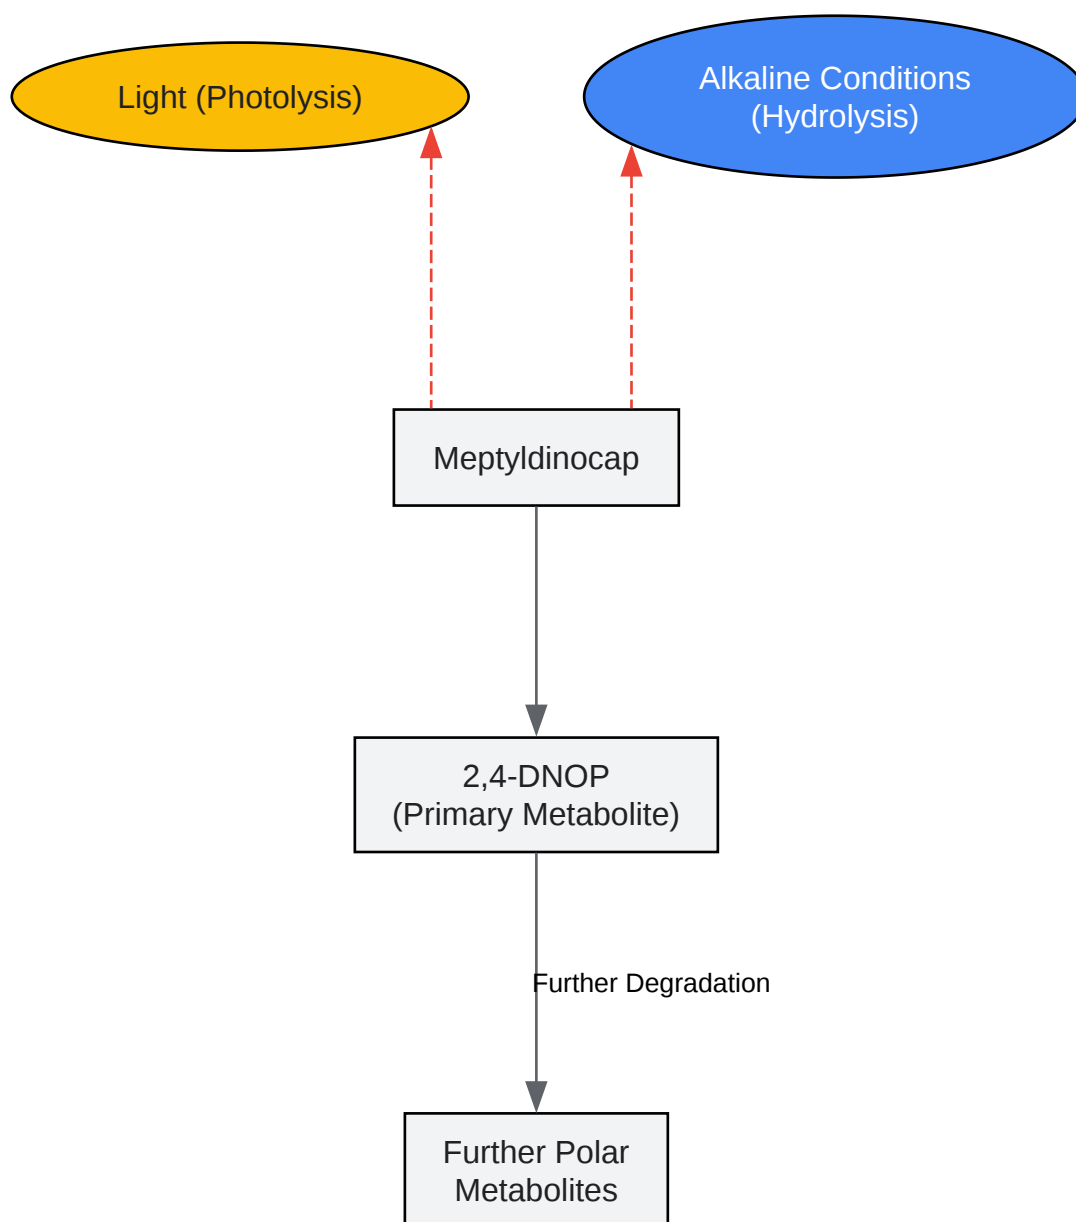 Light (Photolysis)
Alkaline Conditions
(Hydrolysis)
Meptyldinocap
2,4-DNOP
(Primary Metabolite)
Further Degradation
Further Polar
Metabolites